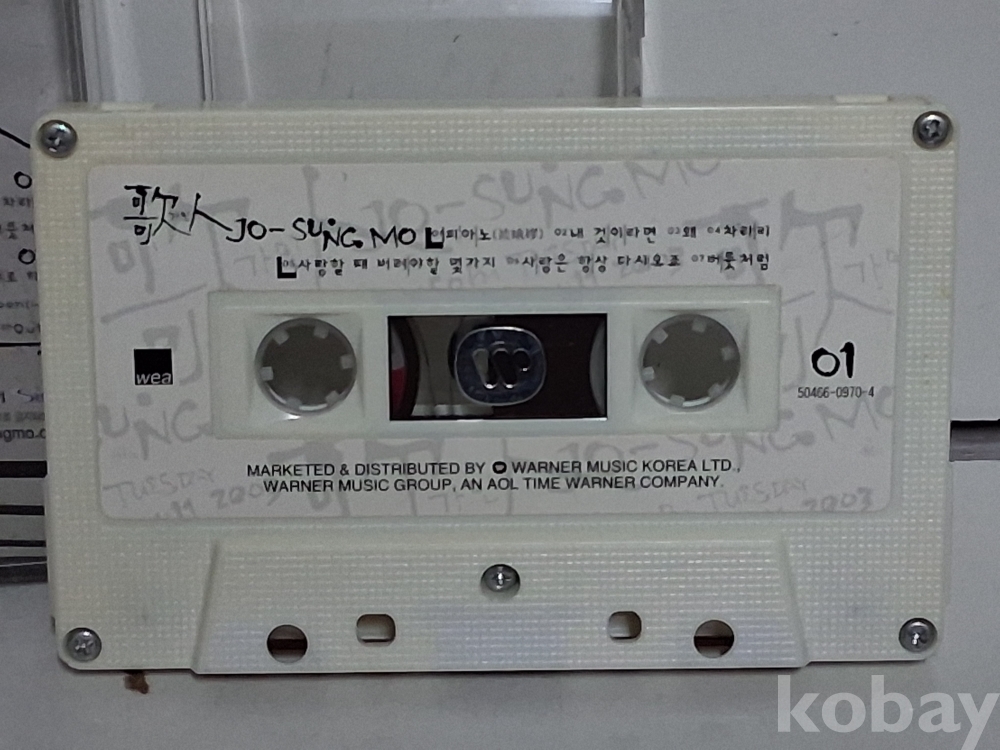 歌人 JO-SUNG MO 01피아노 02내 것이라면 03왜 04차라리
05사랑할 때 버려야할 몇가지 06사랑은 항상 다시오죠 07버릇처럼
wea
01
50466-0970-4
MARKETED & DISTRIBUTED BY WARNER MUSIC KOREA LTD.,
WARNER MUSIC GROUP, AN AOL TIME WARNER COMPANY.
TUESDAY
2003
kobay